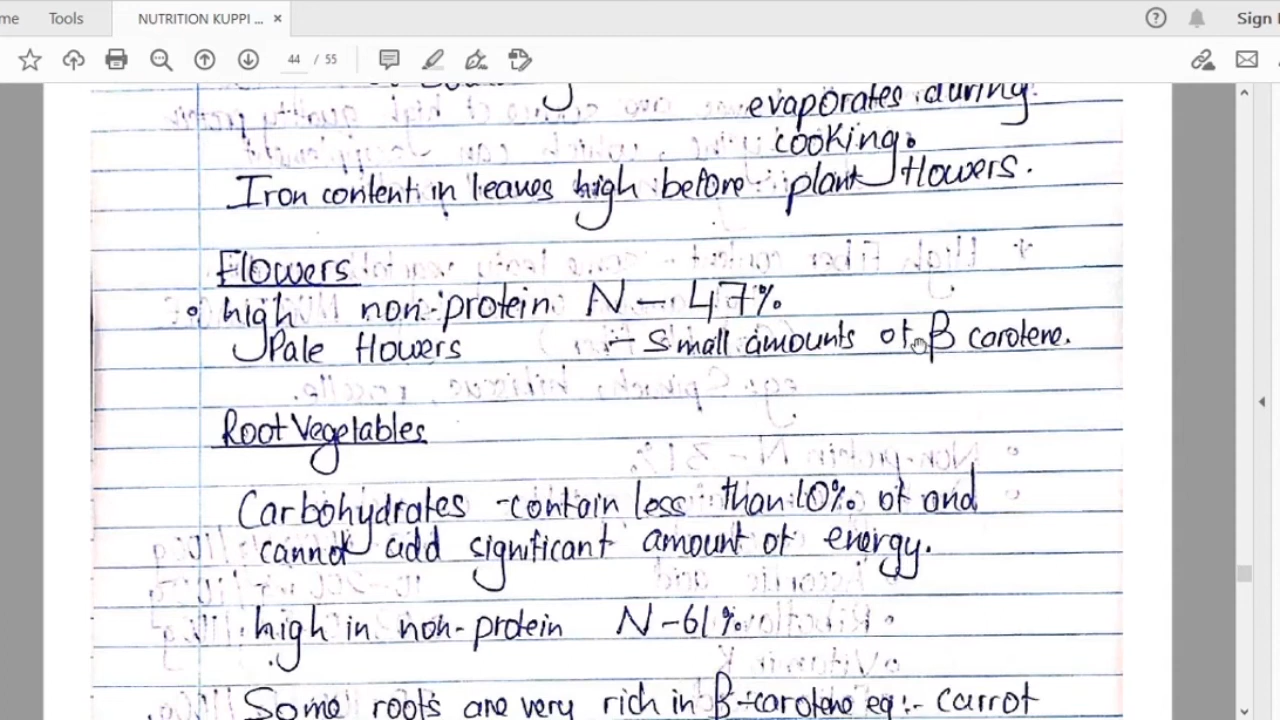 me Tools NUTRITION KUPPI ... × Sign
44 / 55
evaporates during
cooking.
Iron content in leaves high before plant flowers.
Flowers
high non-protein N - 47%
Pale flowers - small amounts of β carotene.
Root Vegetables
Carbohydrates - contain less than 10% of and
cannot add significant amount of energy.
high in non-protein N-61%
Some roots are very rich in β-carotene eg:- carrot